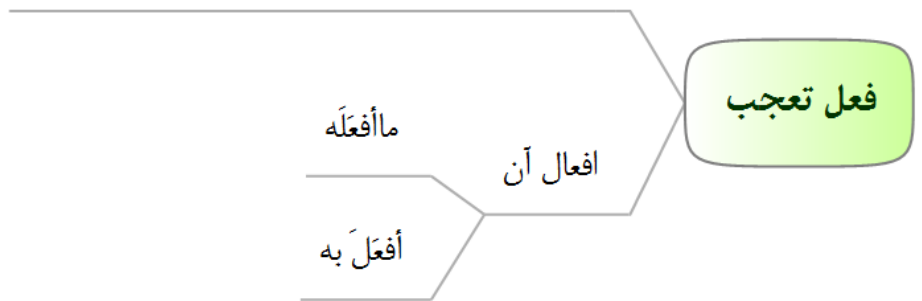 فعل تعجب
افعال آن
ماأفعَلَه
أفعَلَ به